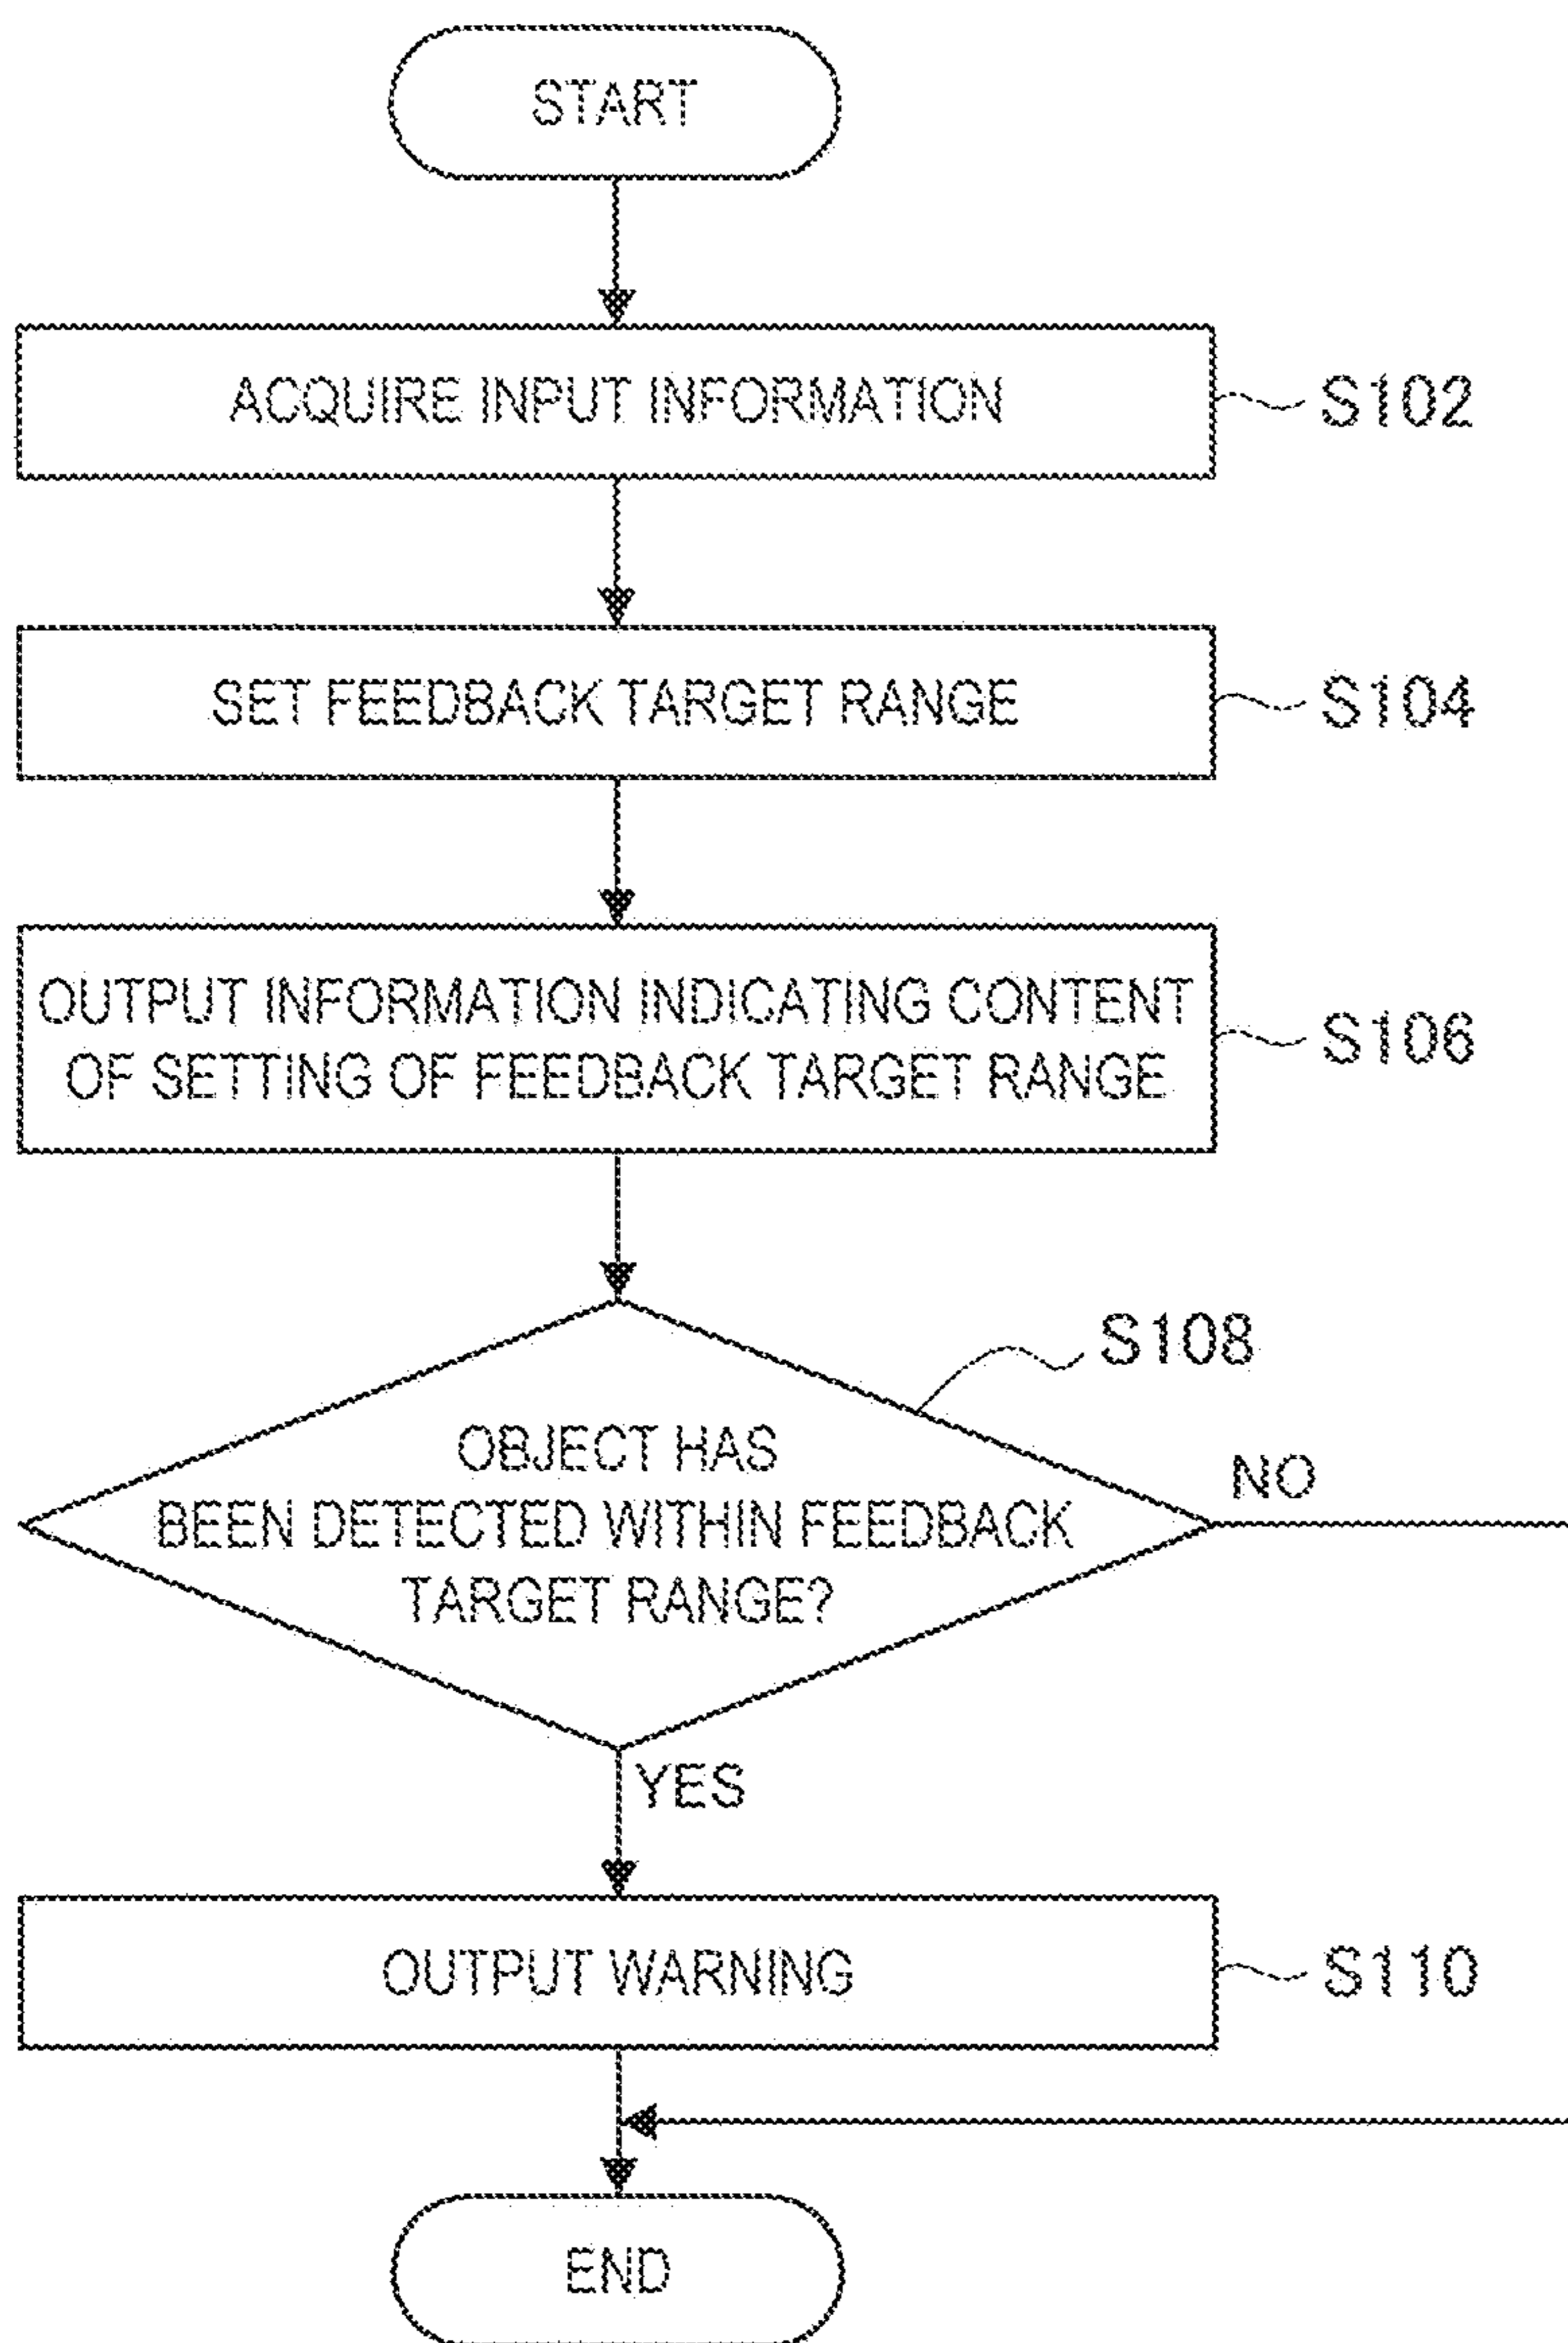 START
ACQUIRE INPUT INFORMATION
S102
SET FEEDBACK TARGET RANGE
S104
OUTPUT INFORMATION INDICATING CONTENT
OF SETTING OF FEEDBACK TARGET RANGE
S106
S108
OBJECT HAS
BEEN DETECTED WITHIN FEEDBACK
TARGET RANGE?
NO
YES
OUTPUT WARNING
S110
END